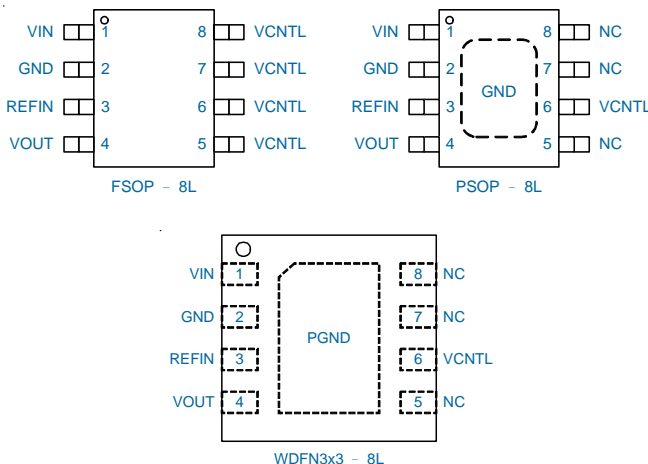 VIN 1 8 VCNTL
GND 2 7 VCNTL
REFIN 3 6 VCNTL
VOUT 4 5 VCNTL
FSOP - 8L
VIN 1 8 NC
GND 2 7 NC
GND
REFIN 3 6 VCNTL
VOUT 4 5 NC
PSOP - 8L
VIN 1 8 NC
GND 2 7 NC
PGND
REFIN 3 6 VCNTL
VOUT 4 5 NC
WDFN3x3 - 8L